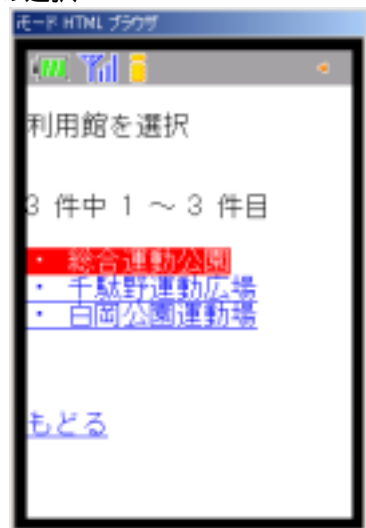 選択
iモード HTML ブラウザ
利用館を選択
3 件中 1 ～ 3 件目
・ 総合運動公園
・ 千駄野運動広場
・ 白岡公園運動場
もどる